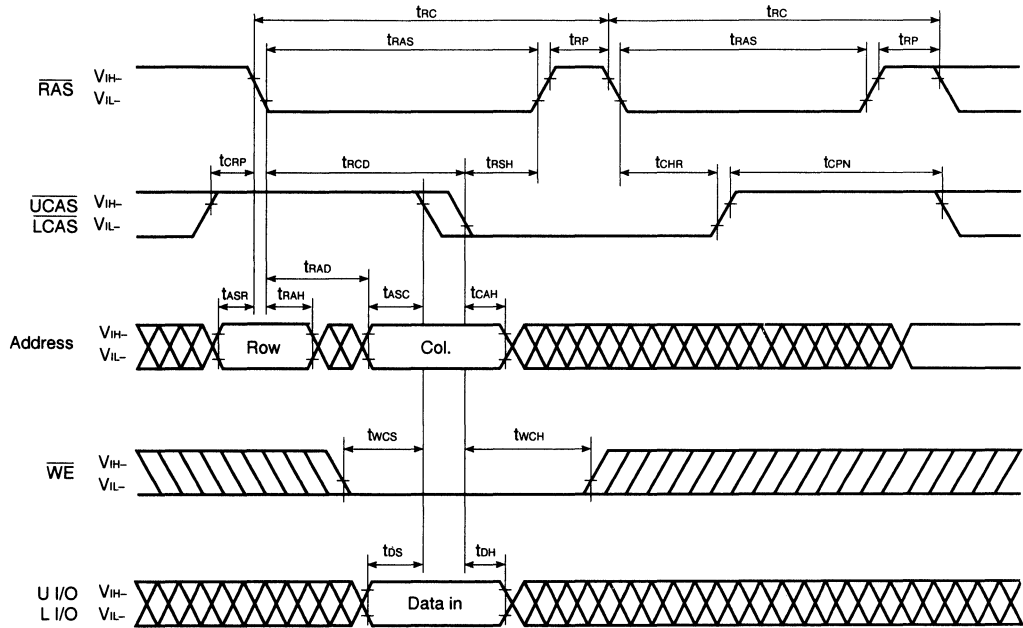 tRC tRC
tRAS tRP tRAS tRP
RAS VIH–
VIL–
tCRP tRCD tRSH tCHR tCPN
UCAS VIH–
LCAS VIL–
tRAD
tASR tRAH tASC tCAH
Address VIH–
VIL–
Row Col.
tWCS tWCH
WE VIH–
VIL–
tDS tDH
U I/O VIH–
L I/O VIL–
Data in